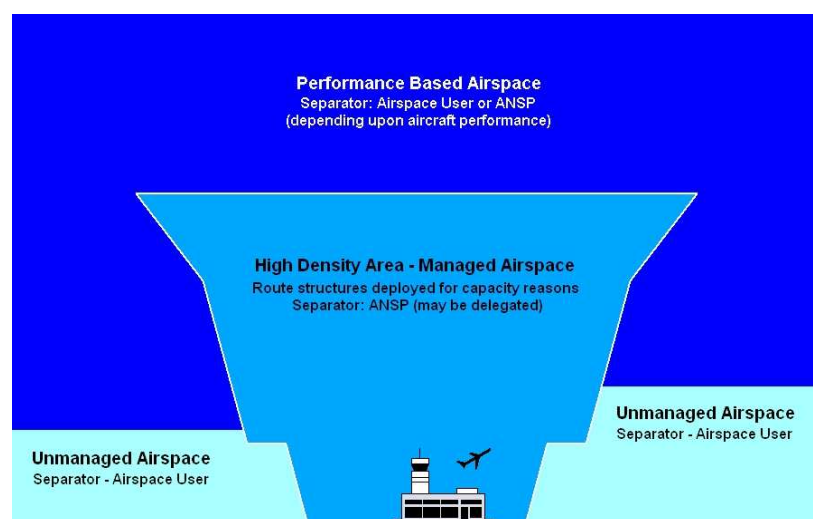 Performance Based Airspace
Separator: Airspace User or ANSP
(depending upon aircraft performance)
High Density Area - Managed Airspace
Route structures deployed for capacity reasons
Separator: ANSP (may be delegated)
Unmanaged Airspace
Separator - Airspace User
Unmanaged Airspace
Separator - Airspace User